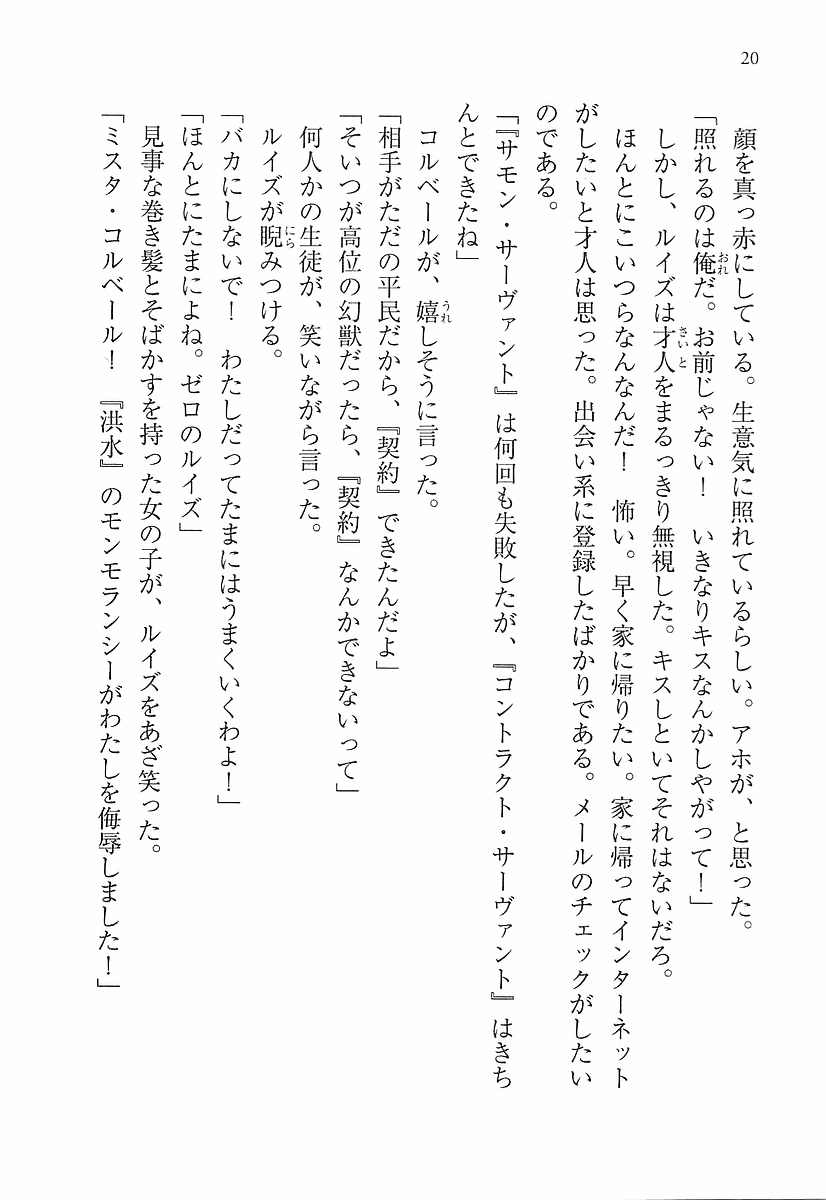 20
顔を真っ赤にしている。生意気に照れているらしい。アホが、と思った。
「照れるのは俺だ。お前じゃない！　いきなりキスなんかしやがって！」
しかし、ルイズは才人をまるっきり無視した。キスしといてそれはないだろ。
ほんとにこいつらなんなんだ！　怖い。早く家に帰りたい。家に帰ってインターネット
がしたいと才人は思った。出会い系に登録したばかりである。メールのチェックがしたい
のである。
「『サモン・サーヴァント』は何回も失敗したが、『コントラクト・サーヴァント』はきち
んとできたね」
コルベールが、嬉しそうに言った。
「相手がただの平民だから、『契約』できたんだよ」
「そいつが高位の幻獣だったら、『契約』なんかできないって」
何人かの生徒が、笑いながら言った。
ルイズが睨みつける。
「バカにしないで！　わたしだってたまにはうまくいくわよ！」
「ほんとにたまによね。ゼロのルイズ」
見事な巻き髪とそばかすを持った女の子が、ルイズをあざ笑った。
「ミスタ・コルベール！　『洪水』のモンモランシーがわたしを侮辱しました！」